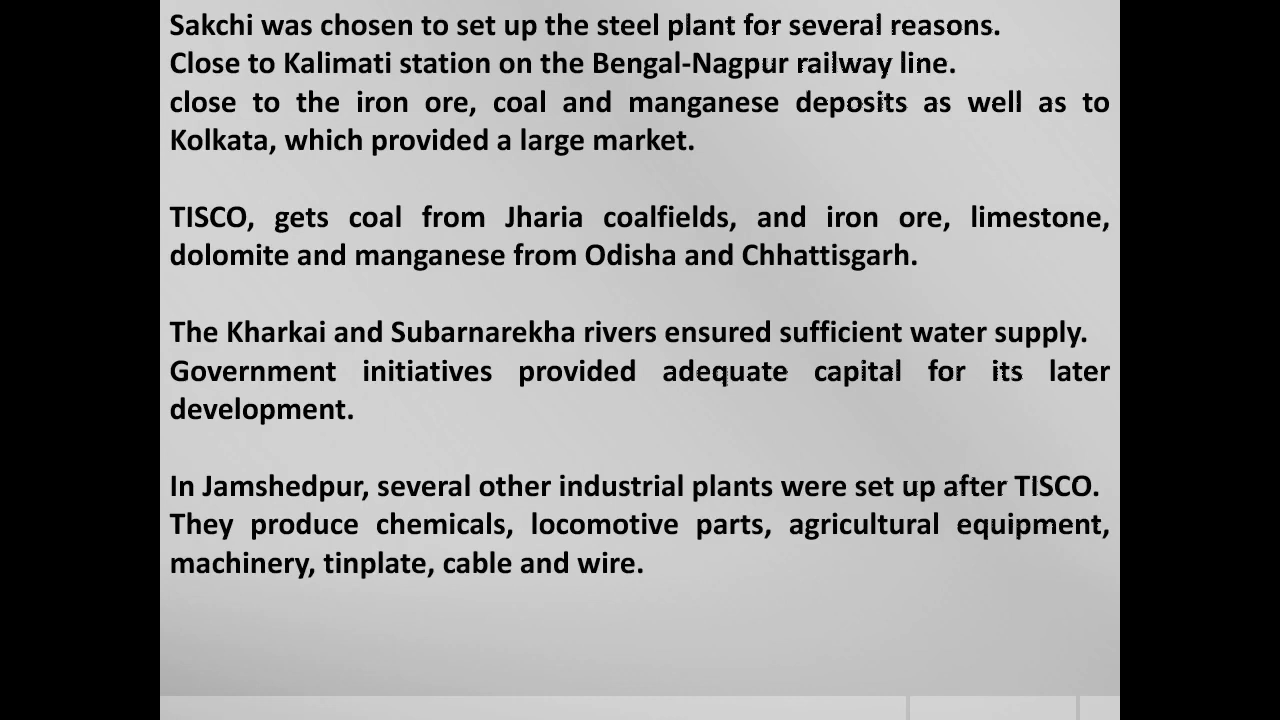 Sakchi was chosen to set up the steel plant for several reasons.
Close to Kalimati station on the Bengal-Nagpur railway line.
close to the iron ore, coal and manganese deposits as well as to
Kolkata, which provided a large market.
TISCO, gets coal from Jharia coalfields, and iron ore, limestone,
dolomite and manganese from Odisha and Chhattisgarh.
The Kharkai and Subarnarekha rivers ensured sufficient water supply.
Government initiatives provided adequate capital for its later
development.
In Jamshedpur, several other industrial plants were set up after TISCO.
They produce chemicals, locomotive parts, agricultural equipment,
machinery, tinplate, cable and wire.